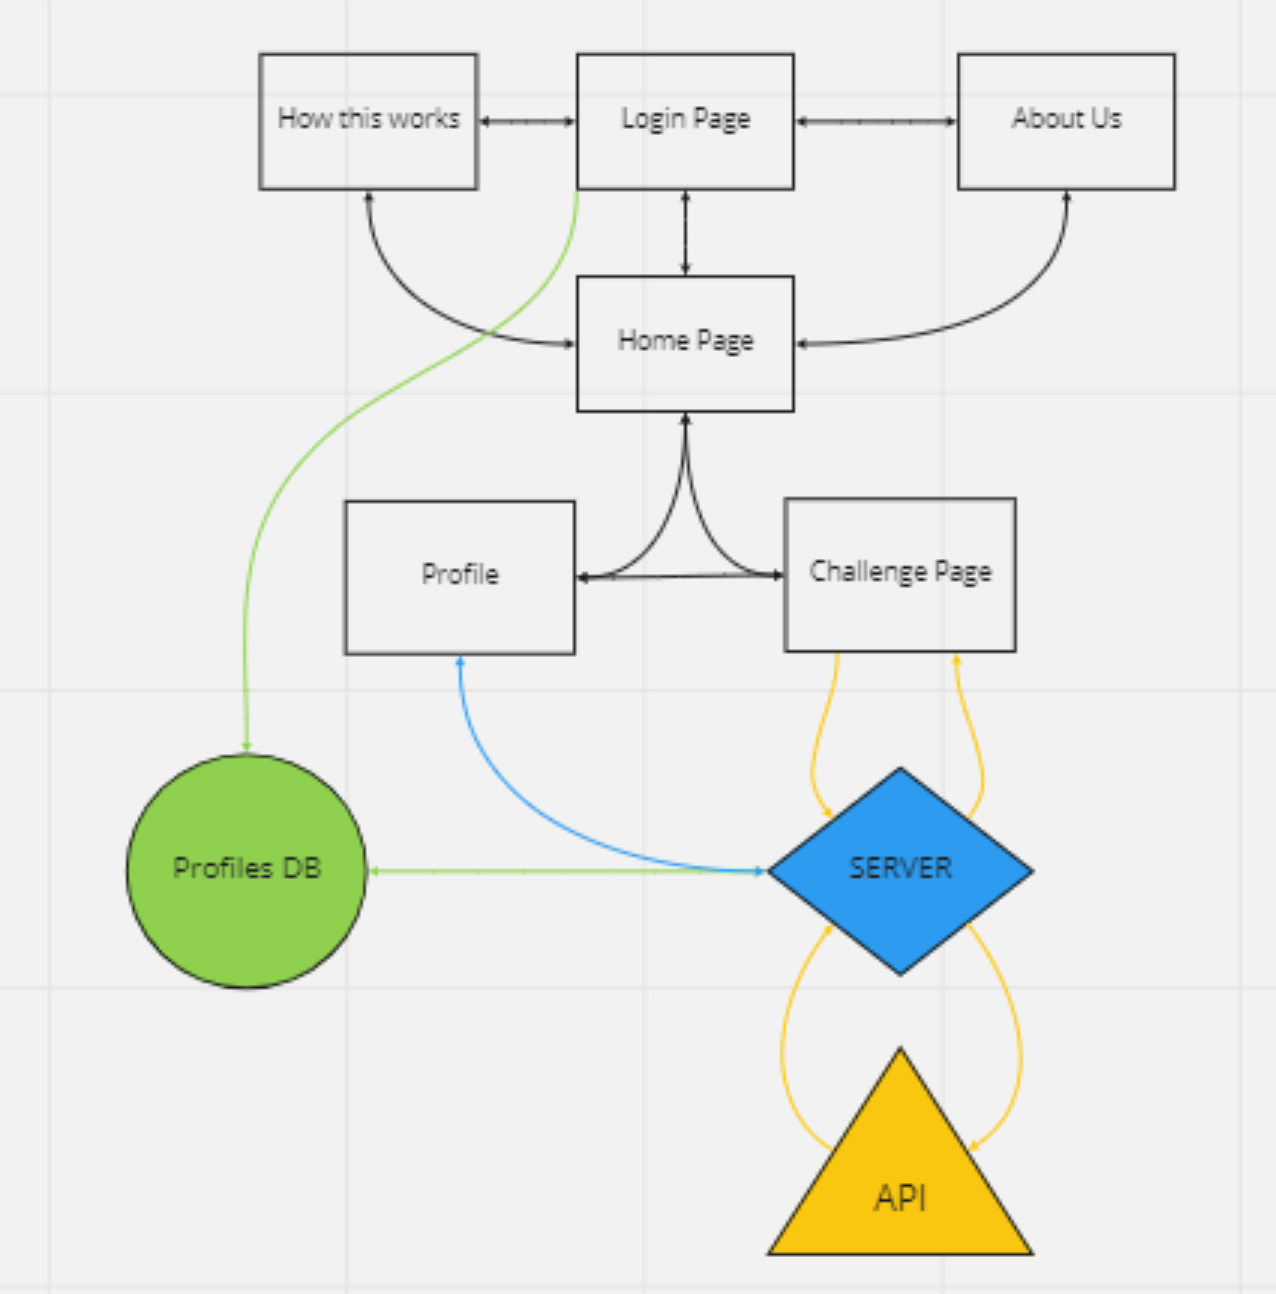 How this works
Login Page
About Us
Home Page
Profile
Challenge Page
Profiles DB
SERVER
API